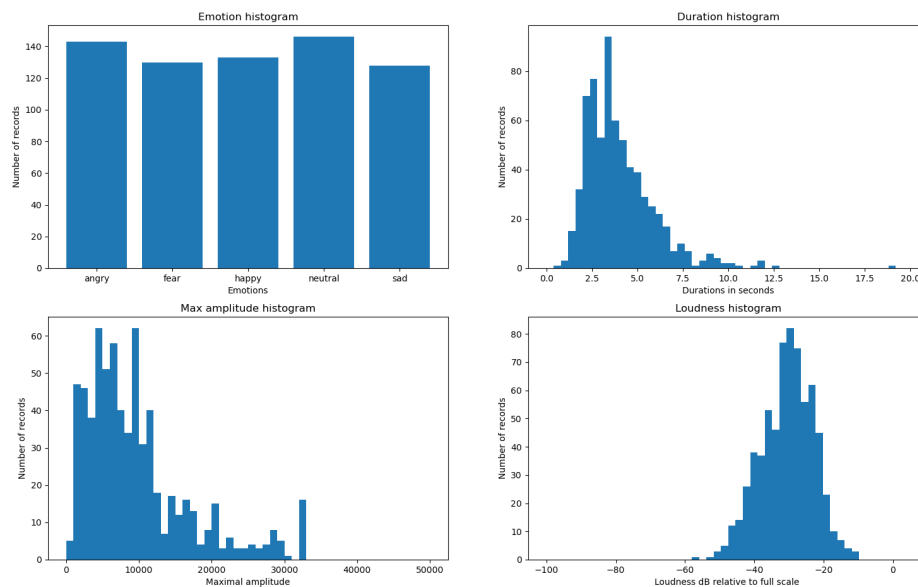 Emotion histogram
Number of records
140
120
100
80
60
40
20
0
angry fear happy neutral sad
Emotions
Duration histogram
Number of records
80
60
40
20
0
0.0 2.5 5.0 7.5 10.0 12.5 15.0 17.5 20.0
Durations in seconds
Max amplitude histogram
Number of records
60
50
40
30
20
10
0
0 10000 20000 30000 40000 50000
Maximal amplitude
Loudness histogram
Number of records
80
70
60
50
40
30
20
10
0
−100 −80 −60 −40 −20 0
Loudness dB relative to full scale